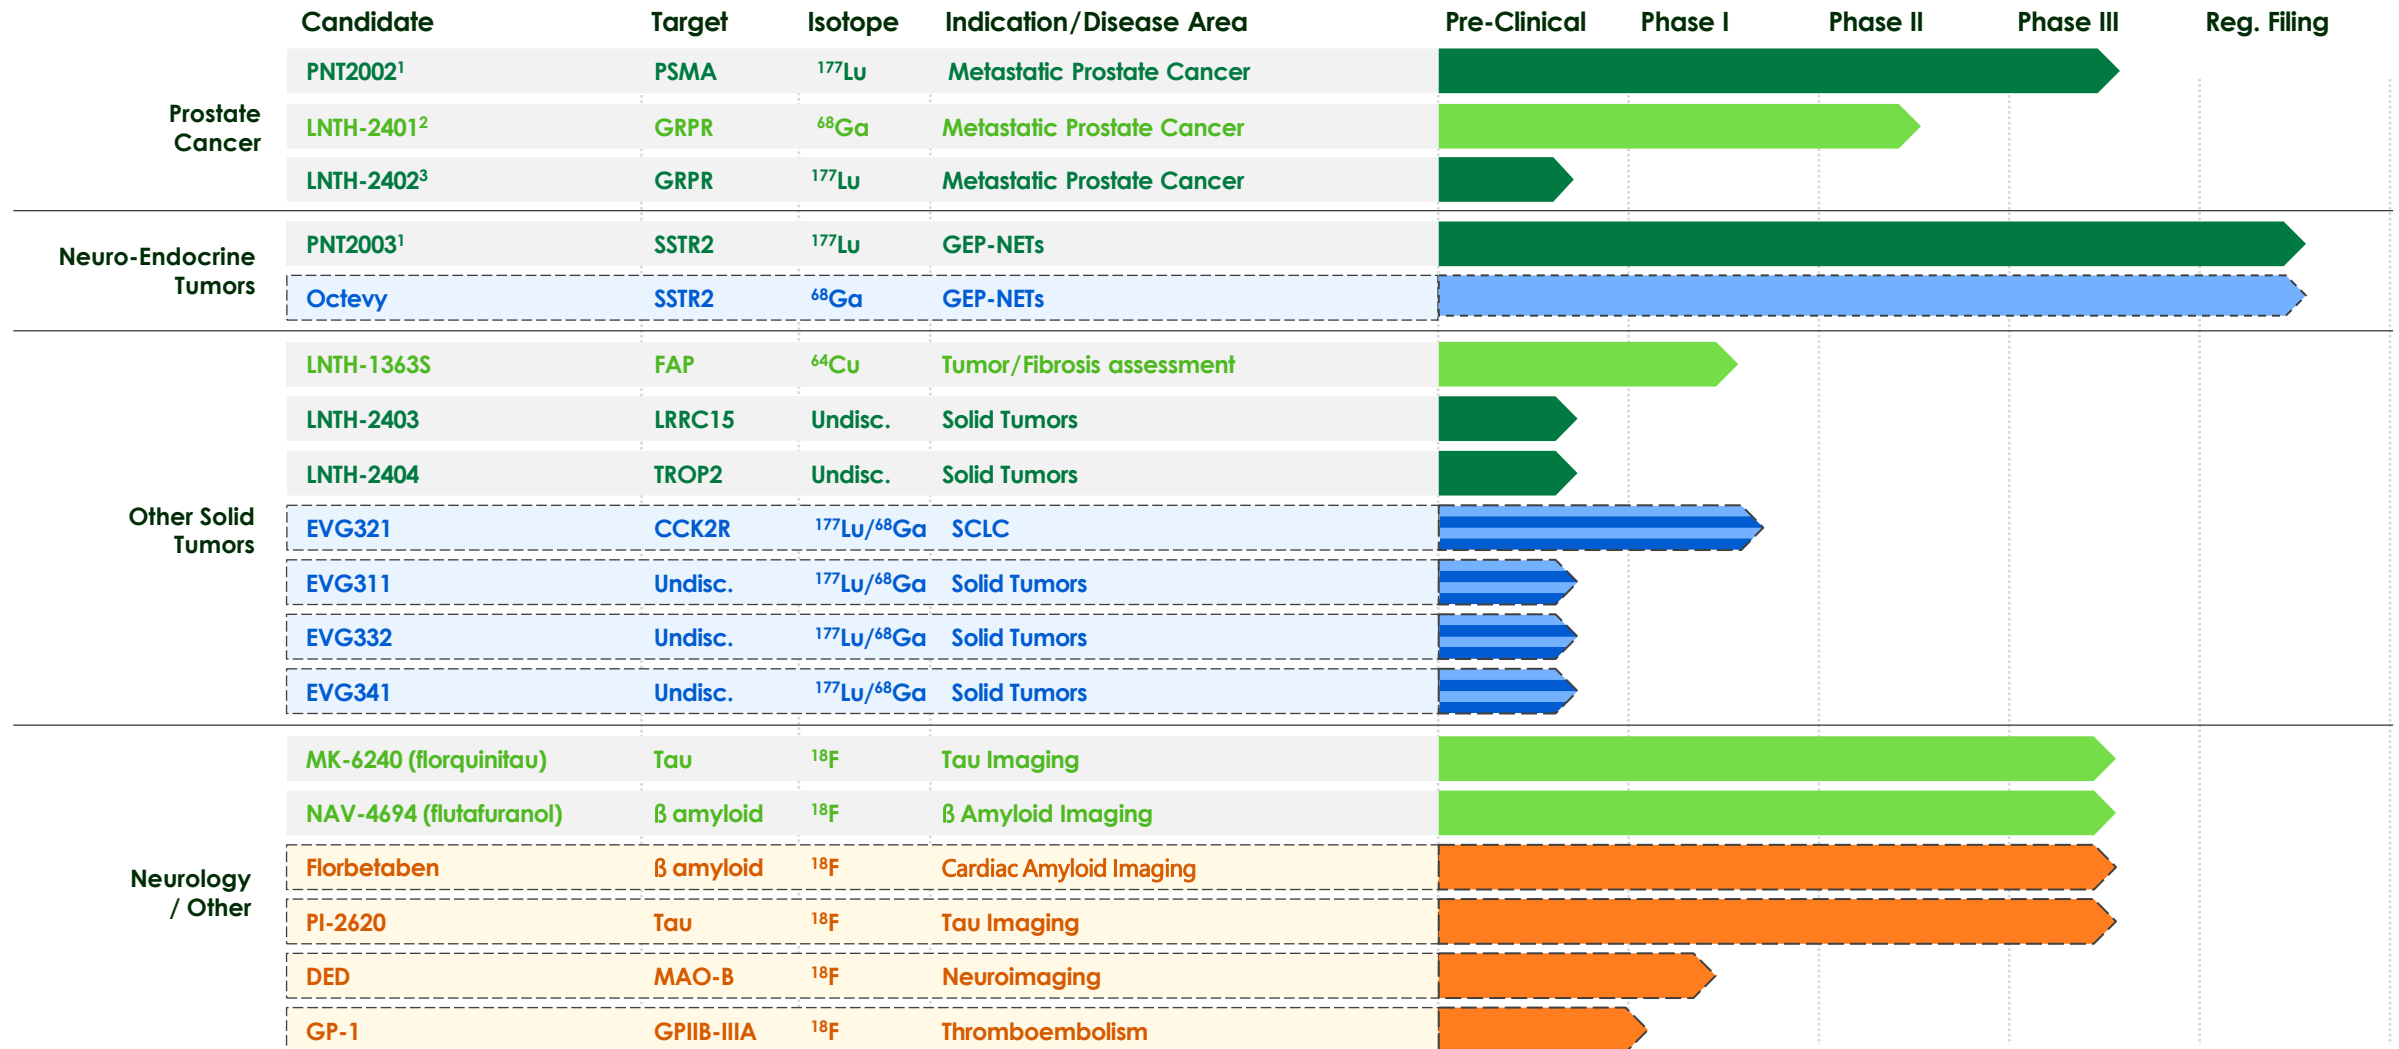 Candidate Target Isotope Indication/Disease Area Pre-Clinical Phase I Phase II Phase III Reg. Filing
Prostate
Cancer
PNT2002¹ PSMA ¹⁷⁷Lu Metastatic Prostate Cancer
LNTH-2401² GRPR ⁶⁸Ga Metastatic Prostate Cancer
LNTH-2402³ GRPR ¹⁷⁷Lu Metastatic Prostate Cancer
Neuro-Endocrine
Tumors
PNT2003¹ SSTR2 ¹⁷⁷Lu GEP-NETs
Octevy SSTR2 ⁶⁸Ga GEP-NETs
Other Solid
Tumors
LNTH-1363S FAP ⁶⁴Cu Tumor/Fibrosis assessment
LNTH-2403 LRRC15 Undisc. Solid Tumors
LNTH-2404 TROP2 Undisc. Solid Tumors
EVG321 CCK2R ¹⁷⁷Lu/⁶⁸Ga SCLC
EVG311 Undisc. ¹⁷⁷Lu/⁶⁸Ga Solid Tumors
EVG332 Undisc. ¹⁷⁷Lu/⁶⁸Ga Solid Tumors
EVG341 Undisc. ¹⁷⁷Lu/⁶⁸Ga Solid Tumors
Neurology
/ Other
MK-6240 (florquinitau) Tau ¹⁸F Tau Imaging
NAV-4694 (flutafuranol) ß amyloid ¹⁸F ß Amyloid Imaging
Florbetaben ß amyloid ¹⁸F Cardiac Amyloid Imaging
PI-2620 Tau ¹⁸F Tau Imaging
DED MAO-B ¹⁸F Neuroimaging
GP-1 GPIIB-IIIA ¹⁸F Thromboembolism